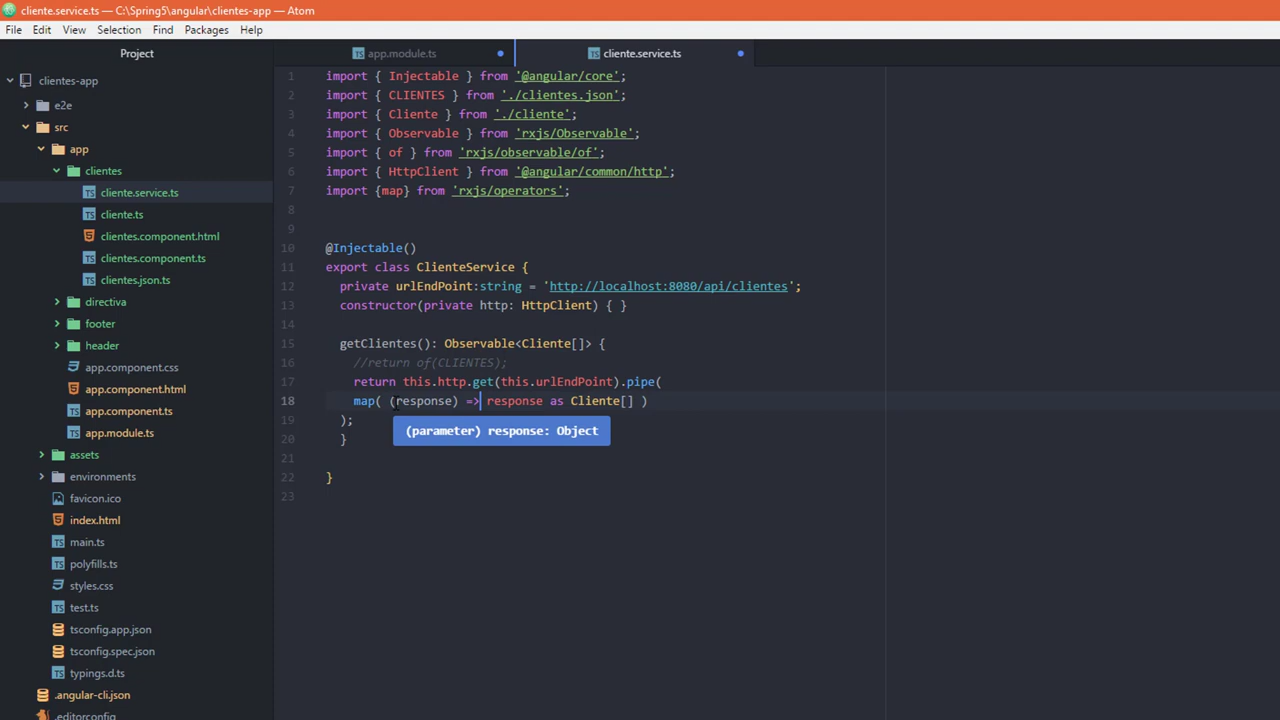 cliente.service.ts — C:\Spring5\angular\clientes-app — Atom
File Edit View Selection Find Packages Help
Project
app.module.ts
cliente.service.ts
clientes-app
e2e
src
app
clientes
cliente.service.ts
cliente.ts
clientes.component.html
clientes.component.ts
clientes.json.ts
directiva
footer
header
app.component.css
app.component.html
app.component.ts
app.module.ts
assets
environments
favicon.ico
index.html
main.ts
polyfills.ts
styles.css
test.ts
tsconfig.app.json
tsconfig.spec.json
typings.d.ts
.angular-cli.json
.editorconfig
1 import { Injectable } from '@angular/core';
2 import { CLIENTES } from './clientes.json';
3 import { Cliente } from './cliente';
4 import { Observable } from 'rxjs/Observable';
5 import { of } from 'rxjs/observable/of';
6 import { HttpClient } from '@angular/common/http';
7 import {map} from 'rxjs/operators';
8
9
10 @Injectable()
11 export class ClienteService {
12 private urlEndPoint:string = 'http://localhost:8080/api/clientes';
13 constructor(private http: HttpClient) { }
14
15 getClientes(): Observable<Cliente[]> {
16 //return of(CLIENTES);
17 return this.http.get(this.urlEndPoint).pipe(
18 map( (response) => response as Cliente[] )
19 );
(parameter) response: Object
20 }
21
22 }
23